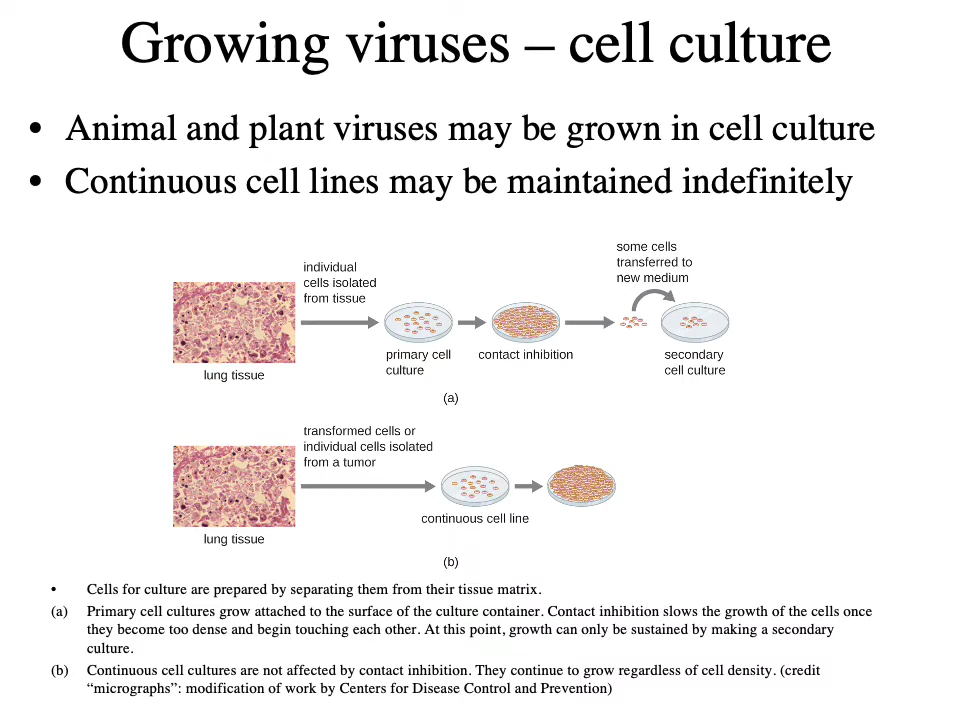 Growing viruses – cell culture
• Animal and plant viruses may be grown in cell culture
• Continuous cell lines may be maintained indefinitely
some cells
transferred to
new medium
individual
cells isolated
from tissue
lung tissue
primary cell
culture
contact inhibition
secondary
cell culture
(a)
transformed cells or
individual cells isolated
from a tumor
lung tissue
continuous cell line
(b)
• Cells for culture are prepared by separating them from their tissue matrix.
(a) Primary cell cultures grow attached to the surface of the culture container. Contact inhibition slows the growth of the cells once
they become too dense and begin touching each other. At this point, growth can only be sustained by making a secondary
culture.
(b) Continuous cell cultures are not affected by contact inhibition. They continue to grow regardless of cell density. (credit
“micrographs”: modification of work by Centers for Disease Control and Prevention)